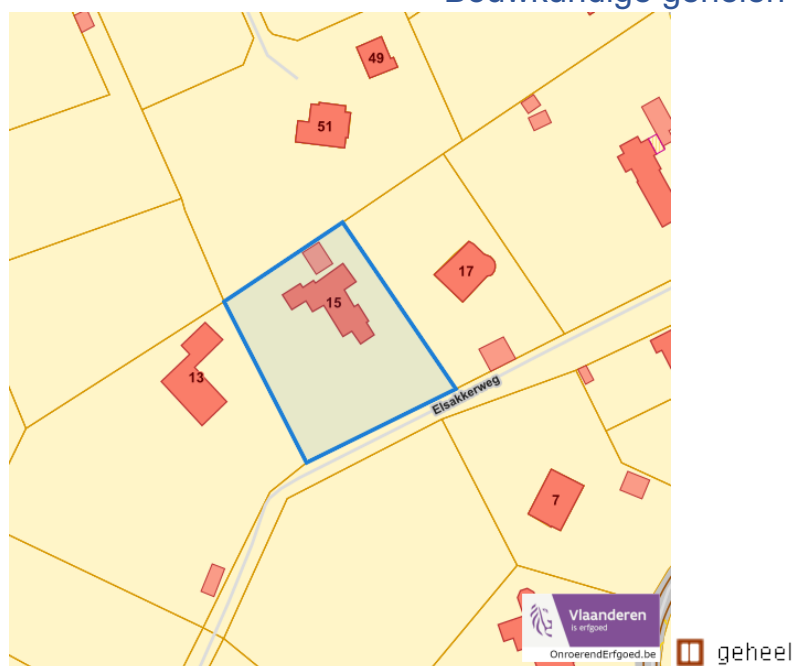 Bouwkundige gehelen
49
51
17
15
13
Elsakkerweg
7
Vlaanderen
is erfgoed
OnroerendErfgoed.be
geheel